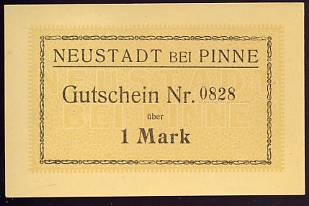 NEUSTADT BEI PINNE
Gutschein Nr. 0828
über
1 Mark